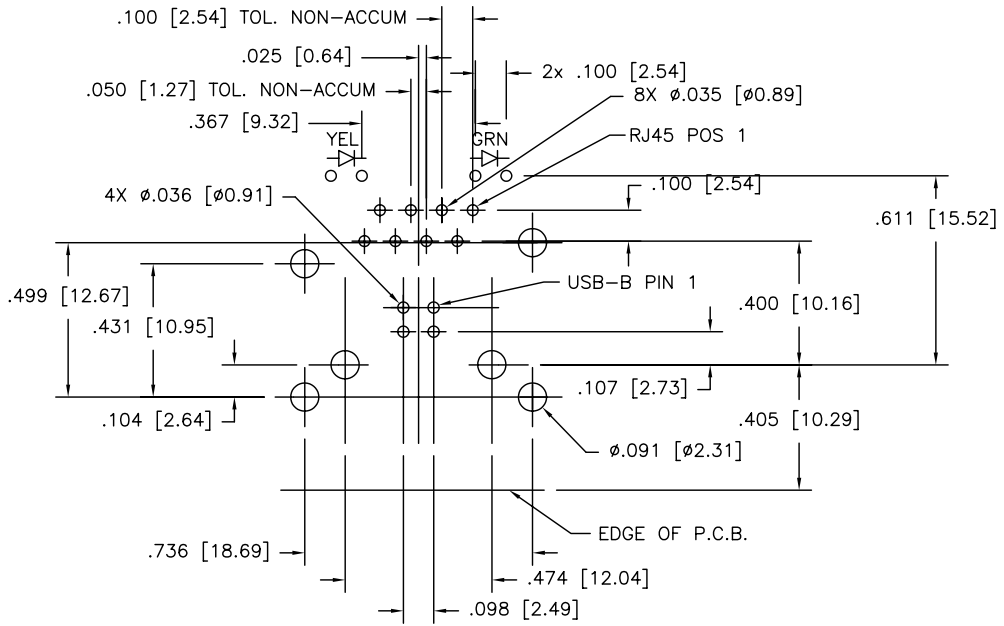 .100 [2.54] TOL. NON-ACCUM
.025 [0.64]
2x .100 [2.54]
.050 [1.27] TOL. NON-ACCUM
8X ø.035 [ø0.89]
.367 [9.32]
YEL
GRN
RJ45 POS 1
4X ø.036 [ø0.91]
.100 [2.54]
.611 [15.52]
USB-B PIN 1
.499 [12.67]
.400 [10.16]
.431 [10.95]
.107 [2.73]
.104 [2.64]
.405 [10.29]
ø.091 [ø2.31]
EDGE OF P.C.B.
.736 [18.69]
.474 [12.04]
.098 [2.49]